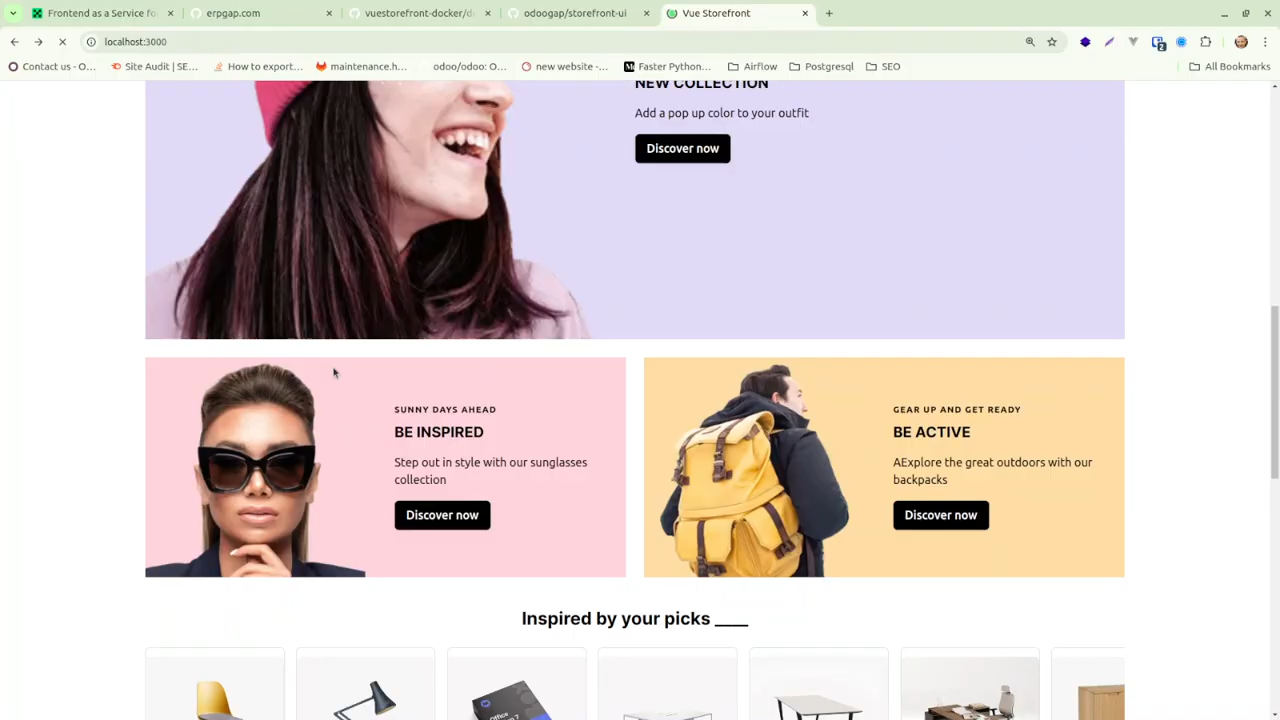 Frontend as a Service fo
erpgap.com
vuestorefront-docker/de
odoogap/storefront-ui
Vue Storefront
localhost:3000
Contact us - O...
Site Audit | SE...
How to export...
maintenance.h...
odoo/odoo: O...
new website -...
Faster Python...
Airflow
Postgresql
SEO
All Bookmarks
NEW COLLECTION
Add a pop up color to your outfit
Discover now
SUNNY DAYS AHEAD
BE INSPIRED
Step out in style with our sunglasses
collection
Discover now
GEAR UP AND GET READY
BE ACTIVE
AExplore the great outdoors with our
backpacks
Discover now
Inspired by your picks ____
Office